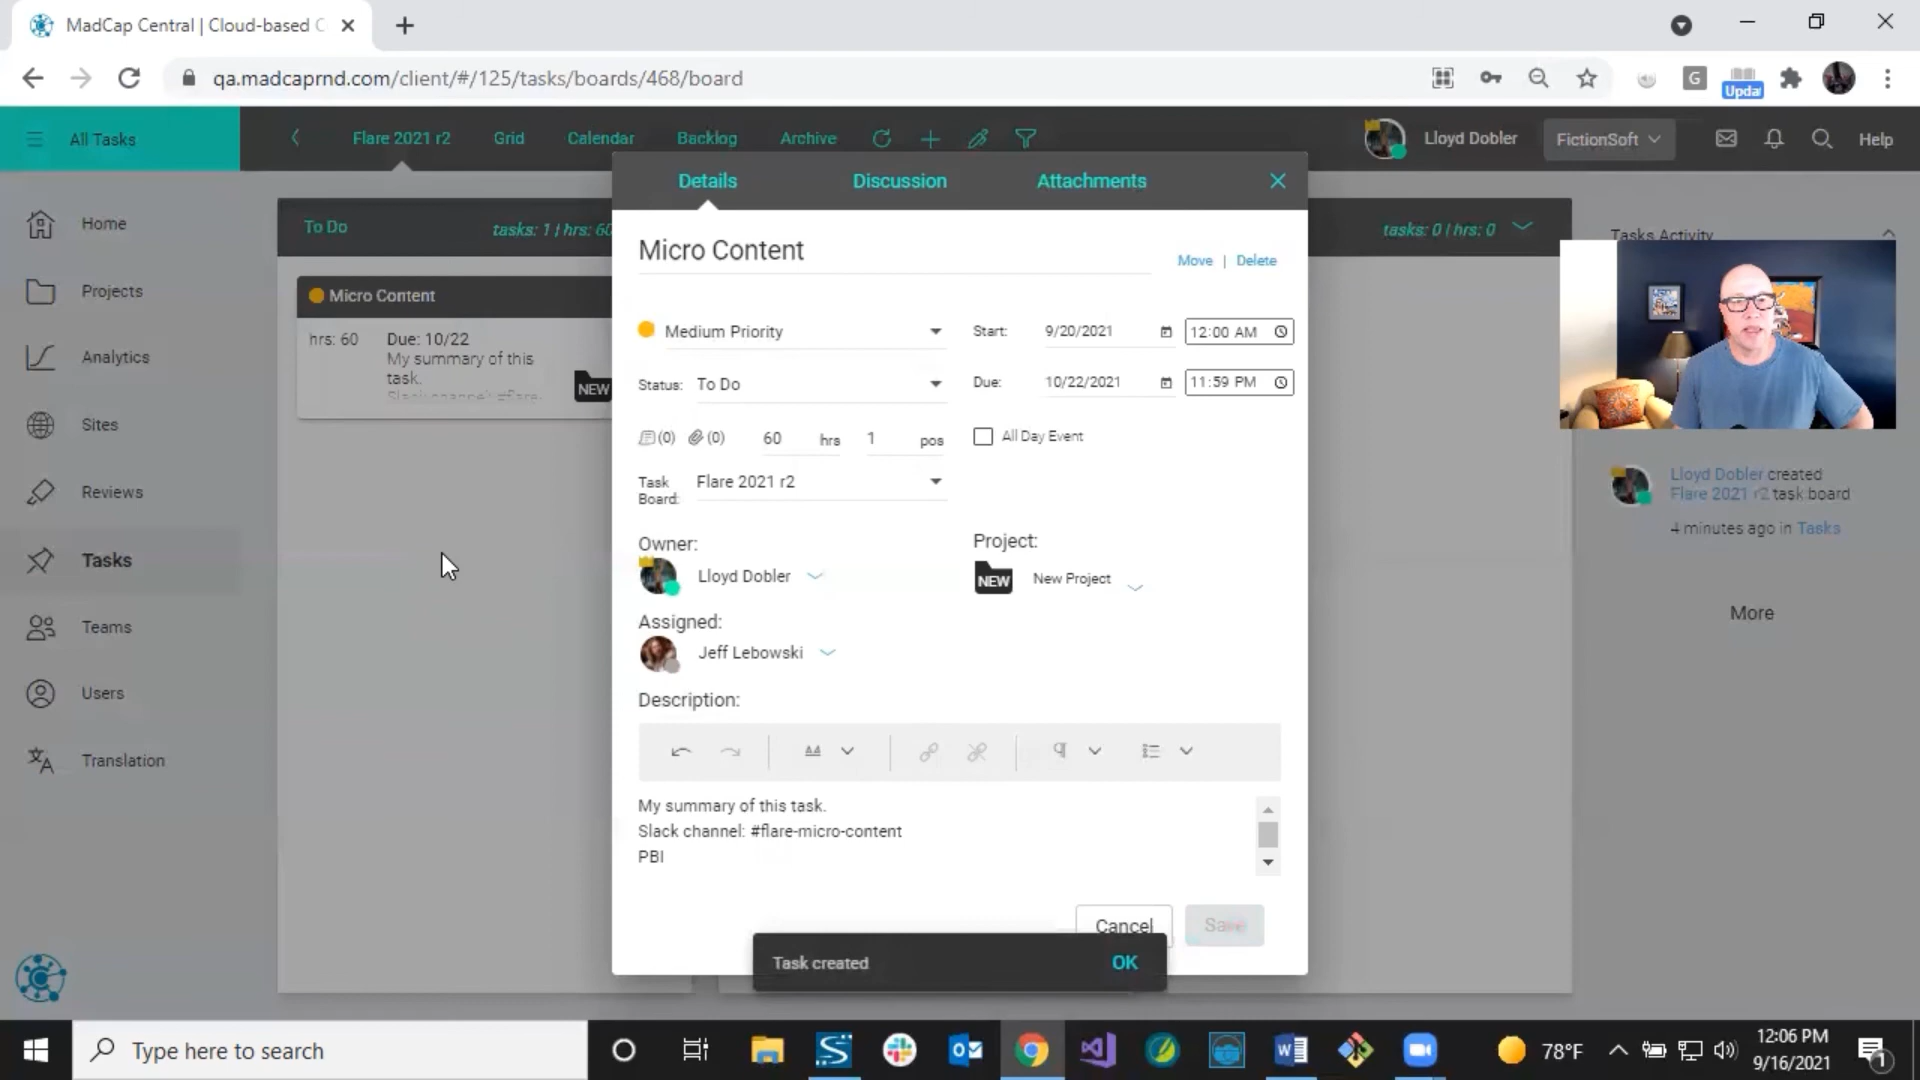 MadCap Central | Cloud-based C
qa.madcaprnd.com/client/#/125/tasks/boards/468/board
G
Updat
All Tasks
Flare 2021 r2
Grid
Calendar
Backlog
Archive
Lloyd Dobler
FictionSoft
Help
Details
Discussion
Attachments
Home
Projects
Analytics
Sites
Reviews
Tasks
Teams
Users
Translation
To Do
tasks: 1 | hrs: 60
Micro Content
hrs: 60
Due: 10/22
My summary of this
task.
Slack channel: #flare-
NEW
Micro Content
Move | Delete
Medium Priority
Start: 9/20/2021 12:00 AM
Status: To Do
Due: 10/22/2021 11:59 PM
(0) (0) 60 hrs 1 pos
All Day Event
Task
Board:
Flare 2021 r2
Owner:
Lloyd Dobler
Project:
NEW New Project
Assigned:
Jeff Lebowski
Description:
My summary of this task.
Slack channel: #flare-micro-content
PBI
Cancel
Save
Task created
OK
tasks: 0 | hrs: 0
Tasks Activity
Lloyd Dobler created
Flare 2021 r2 task board
4 minutes ago in Tasks
More
Type here to search
78°F
12:06 PM
9/16/2021
1